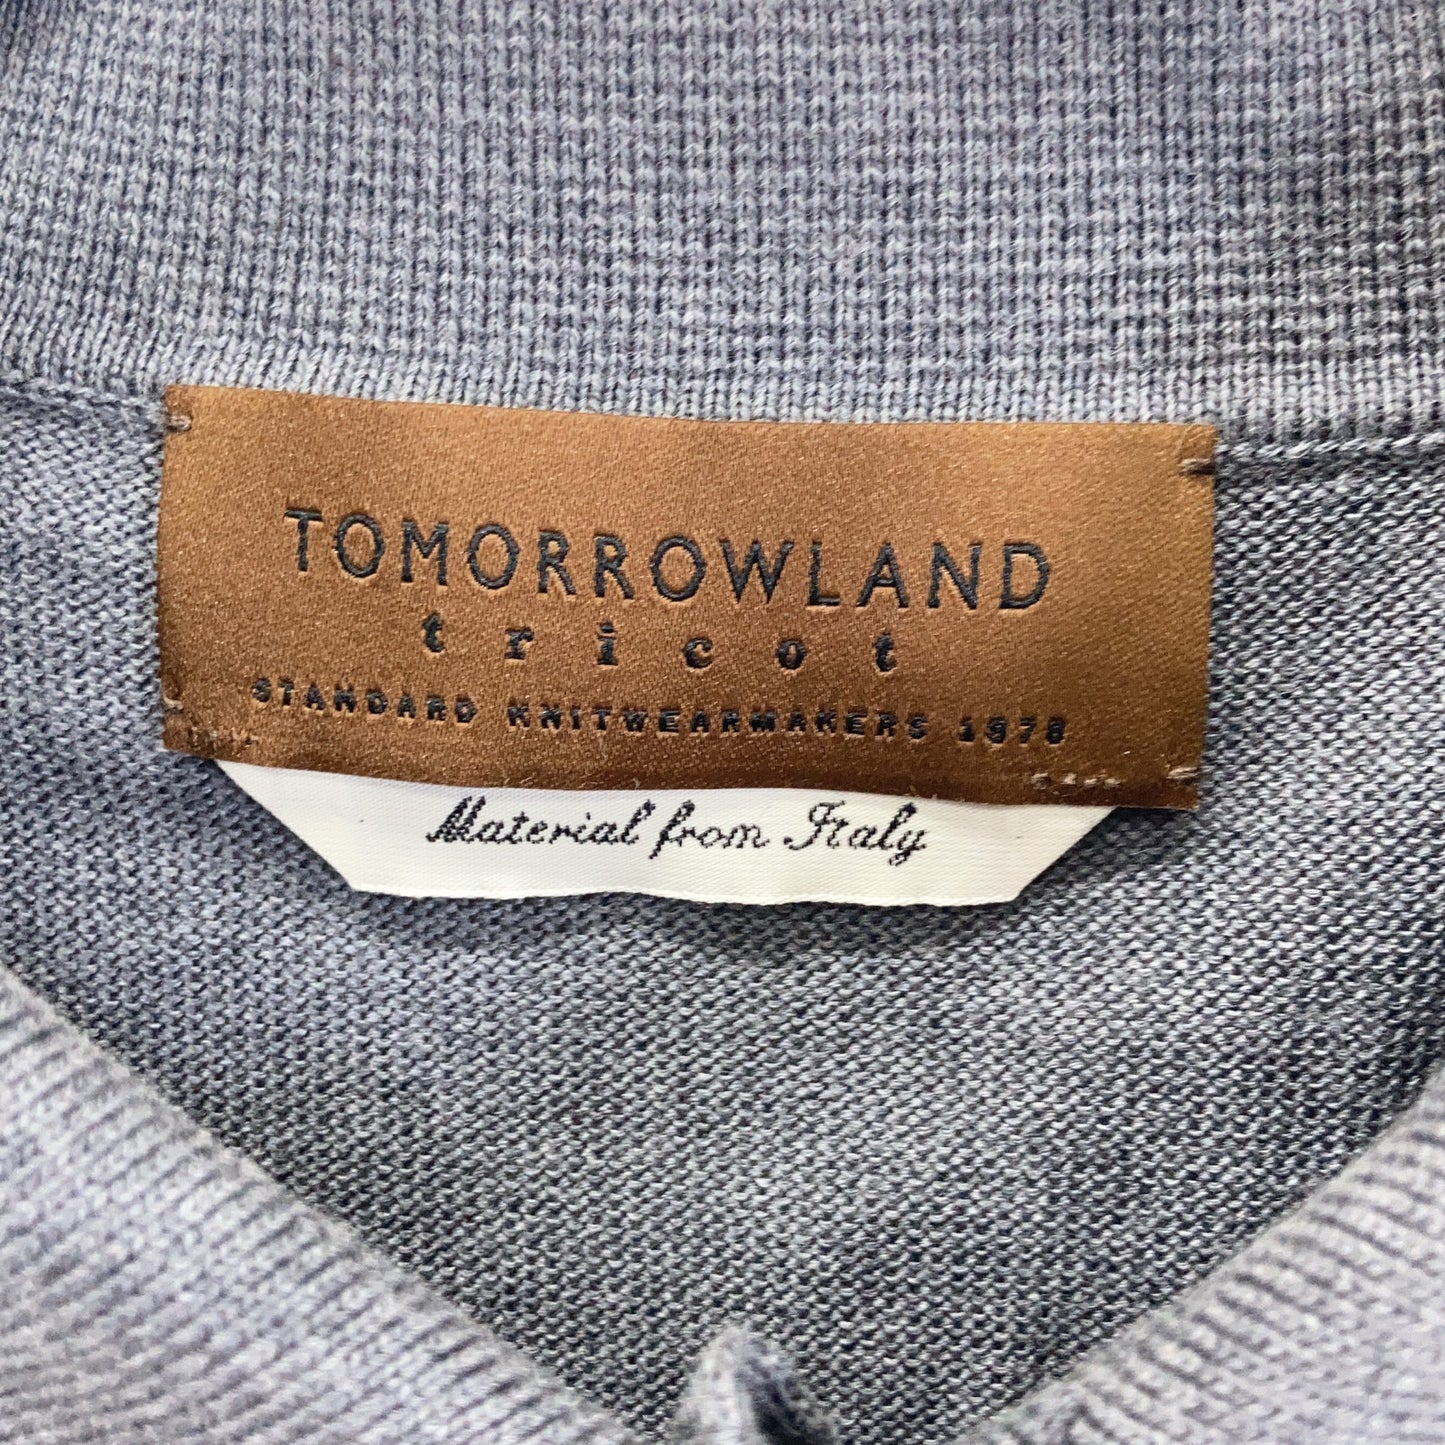 TOMORROWLAND
tricot
STANDARD KNITWEARMAKERS 1978
Material from Italy